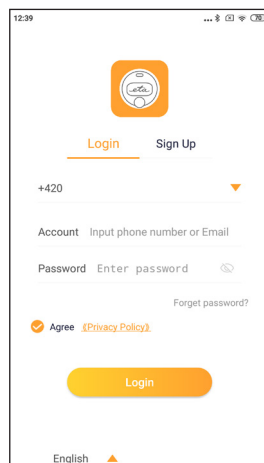 12:39
70
eta
Login Sign Up
+420
Account Input phone number or Email
Password Enter password
Forget password?
Agree 《Privacy Policy》
Login
English